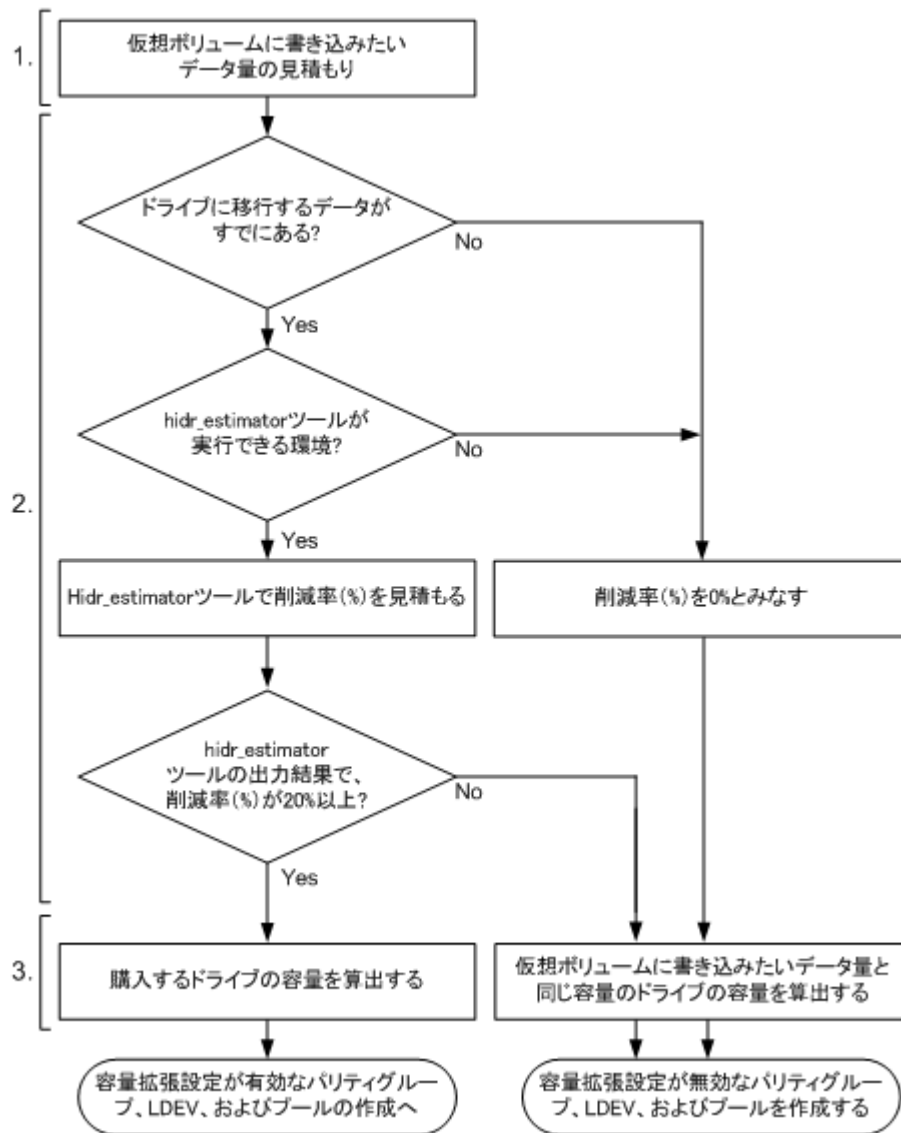 1.
仮想ボリュームに書き込みたい
データ量の見積もり
2.
ドライブに移行するデータが
すでにある?
No
Yes
hidr_estimatorツールが
実行できる環境?
No
Yes
Hidr_estimatorツールで削減率(%)を見積もる
削減率(%)を0%とみなす
hidr_estimator
ツールの出力結果で、
削減率(%)が20%以上?
No
Yes
3.
購入するドライブの容量を算出する
仮想ボリュームに書き込みたいデータ量と
同じ容量のドライブの容量を算出する
容量拡張設定が有効なパリティグルー
プ、LDEV、およびプールの作成へ
容量拡張設定が無効なパリティグルー
プ、LDEV、およびプールを作成する